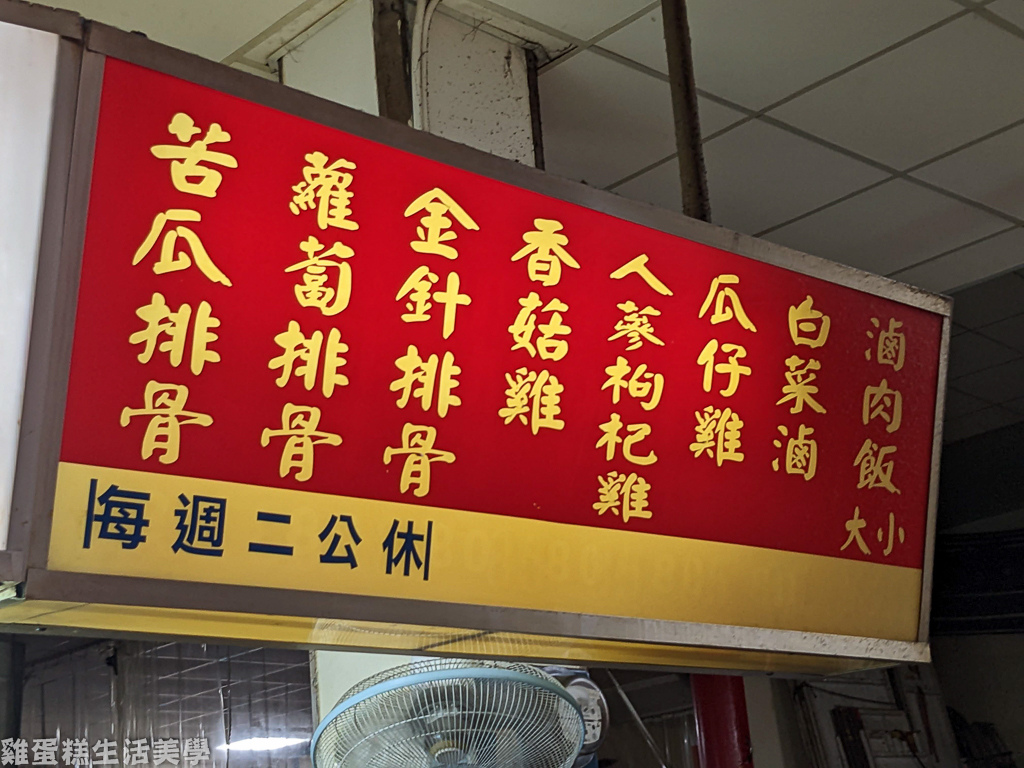 滷肉飯
大小
白菜滷
瓜仔雞
人蔘枸杞雞
香菇雞
金針排骨
蘿蔔排骨
苦瓜排骨
每週二公休
雞蛋糕生活美學